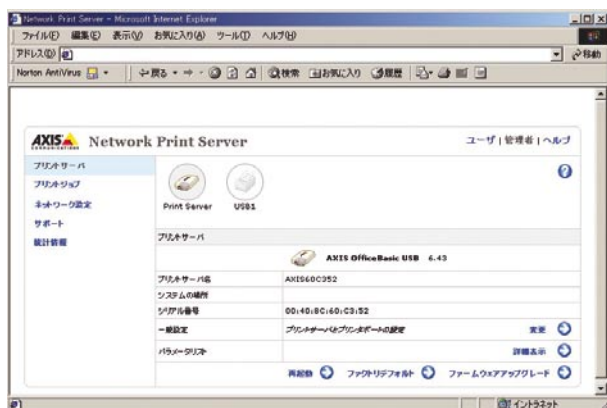 Network Print Server - Microsoft Internet Explorer
ファイル(F) 編集(E) 表示(V) お気に入り(A) ツール(T) ヘルプ(H)
アドレス(D) 移動
Norton AntiVirus 戻る 検索 お気に入り 履歴
AXIS COMMUNICATIONS Network Print Server ユーザ | 管理者 | ヘルプ
プリントサーバ
プリントジョブ
ネットワーク設定
サポート
統計情報
Print Server USB1
プリントサーバ
AXIS OfficeBasic USB 6.43
プリントサーバ名 AXIS60C352
システムの場所
シリアル番号 00:40:8C:60:C3:52
一般設定 プリントサーバとプリンタポートの設定 変更
パラメータリスト 詳細表示
再起動 ファクトリデフォルト ファームウェアアップグレード
イントラネット